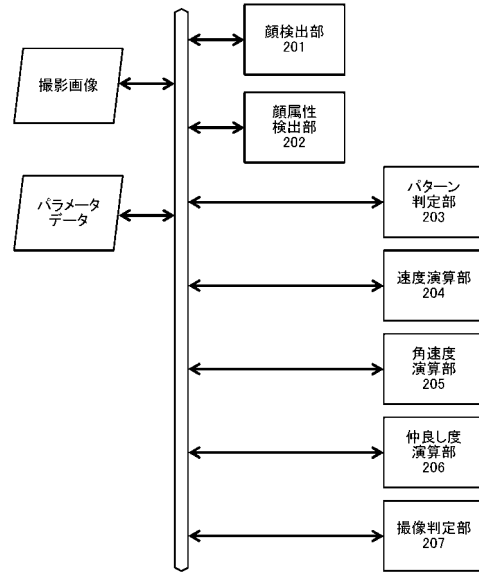 顔検出部
201
撮影画像
顔属性
検出部
202
パラメータ
データ
パターン
判定部
203
速度演算部
204
角速度
演算部
205
仲良し度
演算部
206
撮像判定部
207